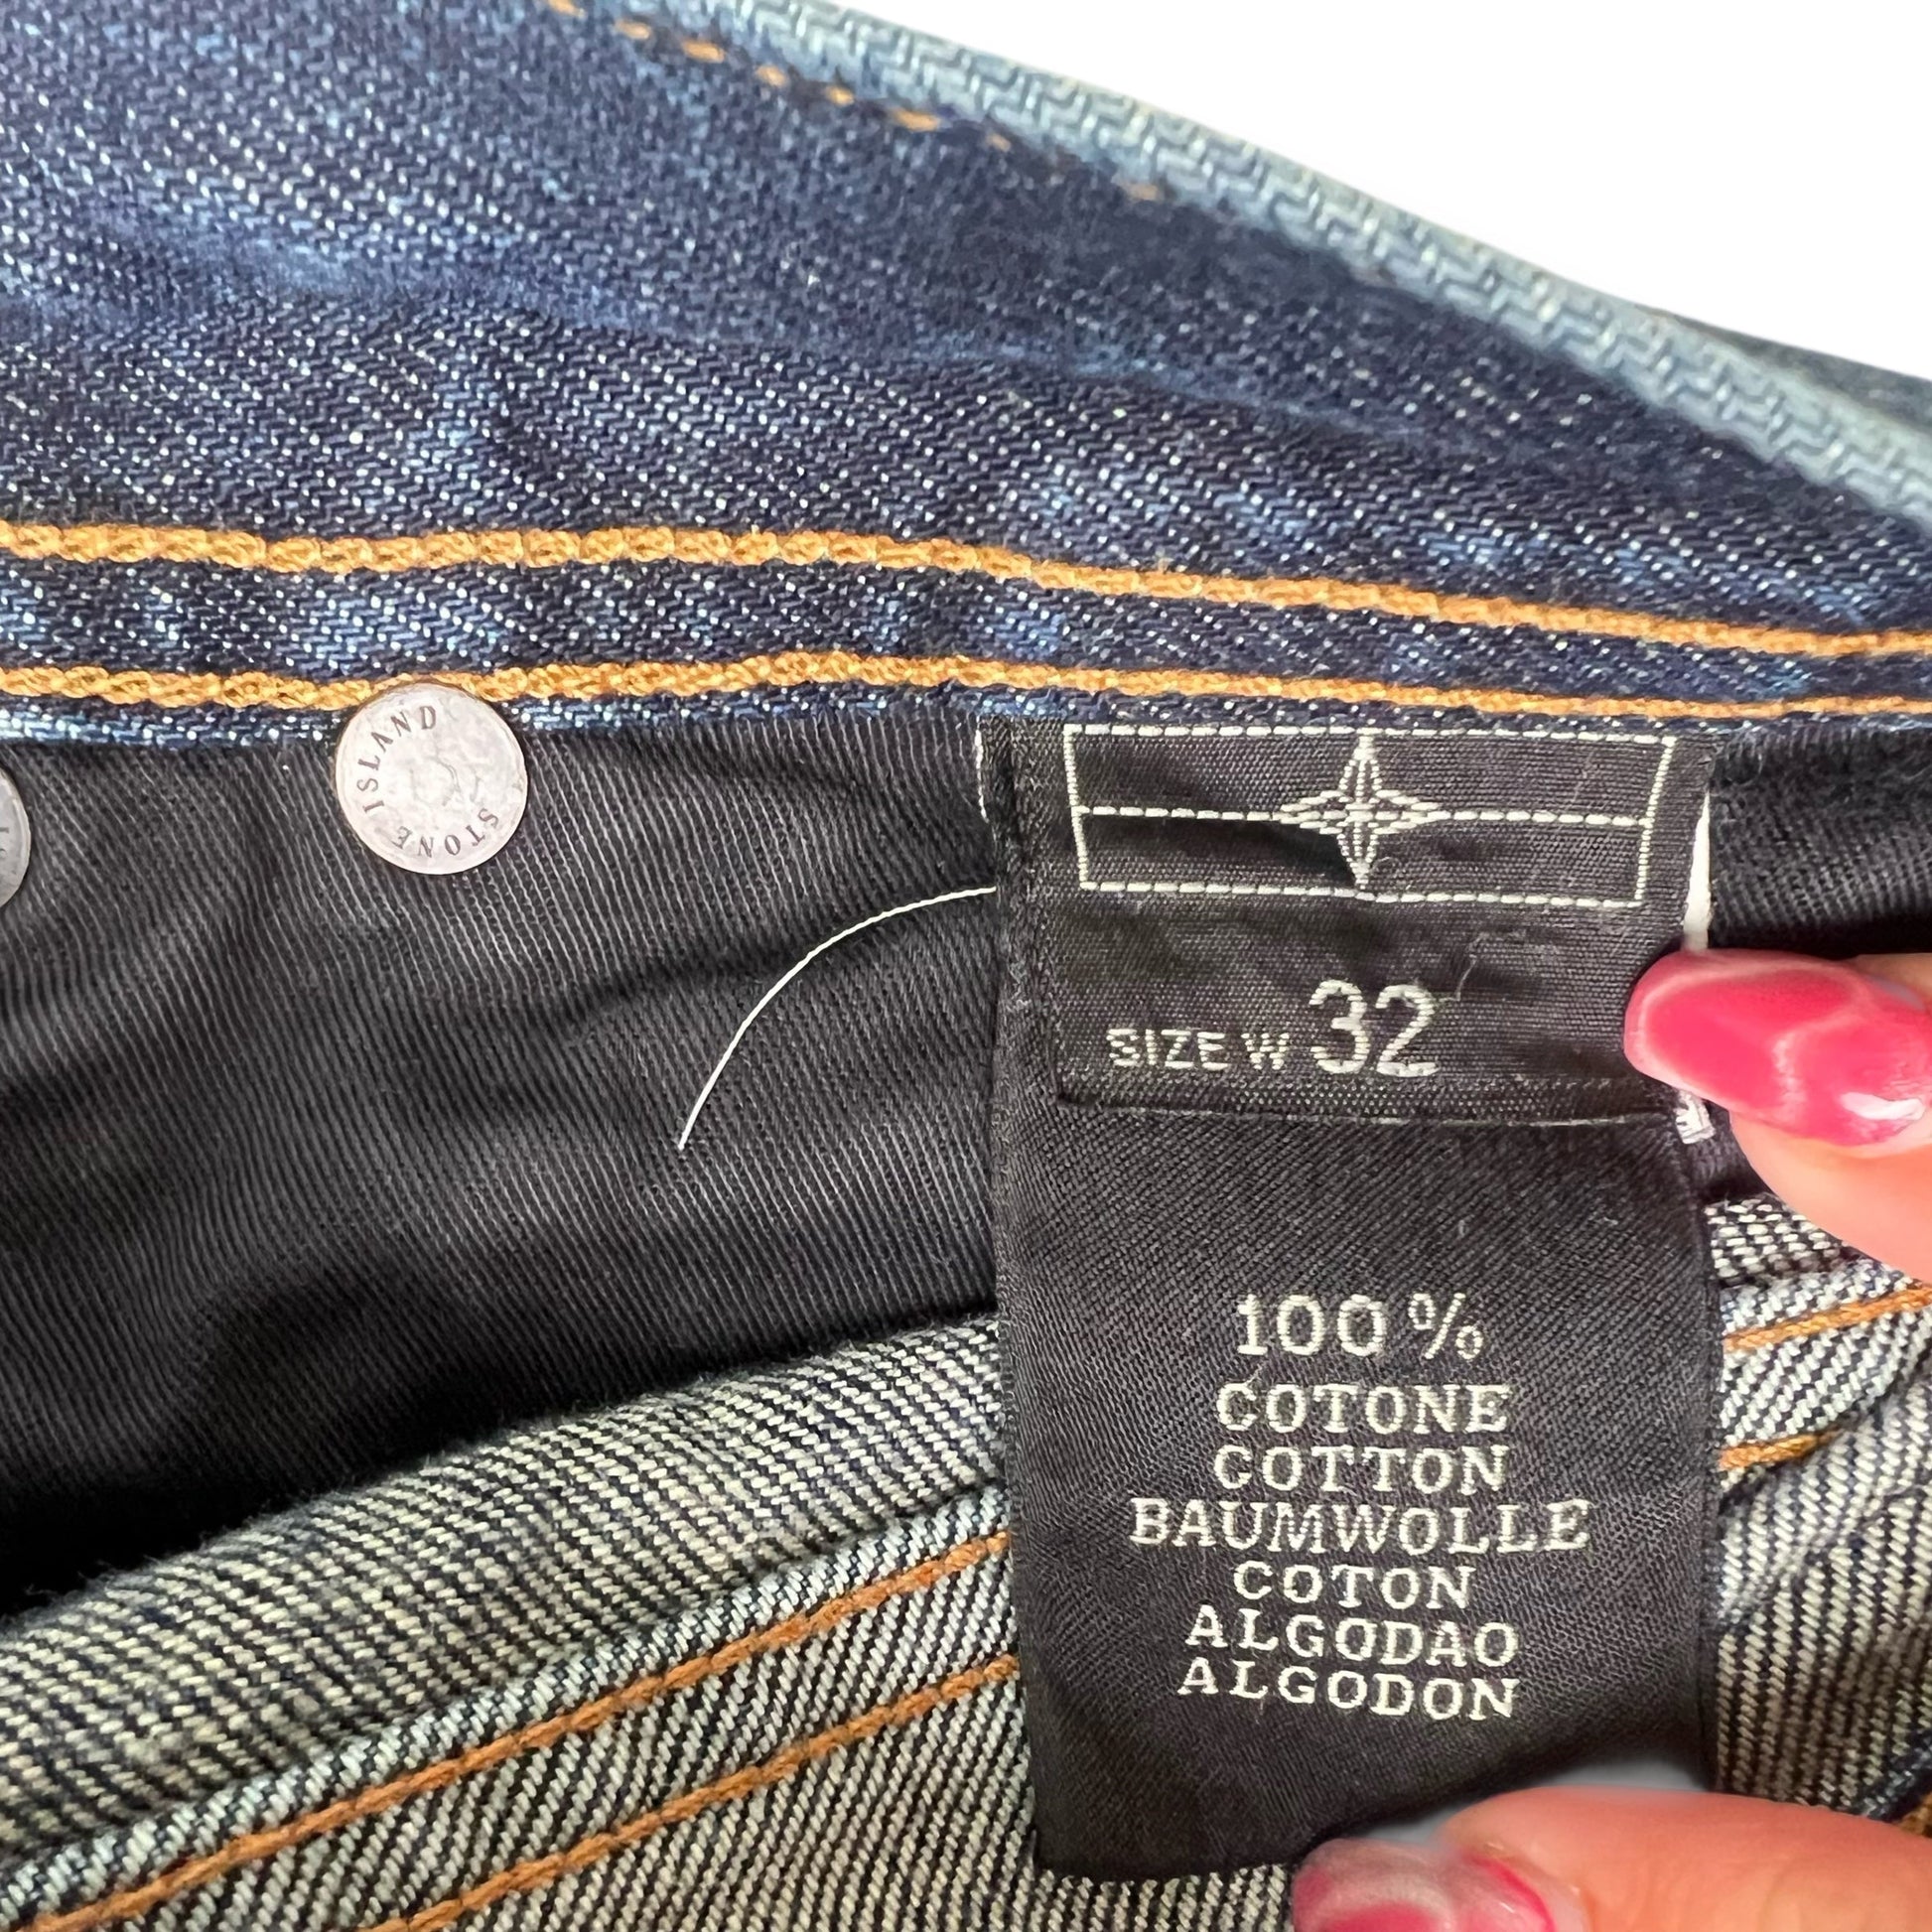 STONE ISLAND
SIZE W 32
100 %
COTONE
COTTON
BAUMWOLLE
COTON
ALGODAO
ALGODON